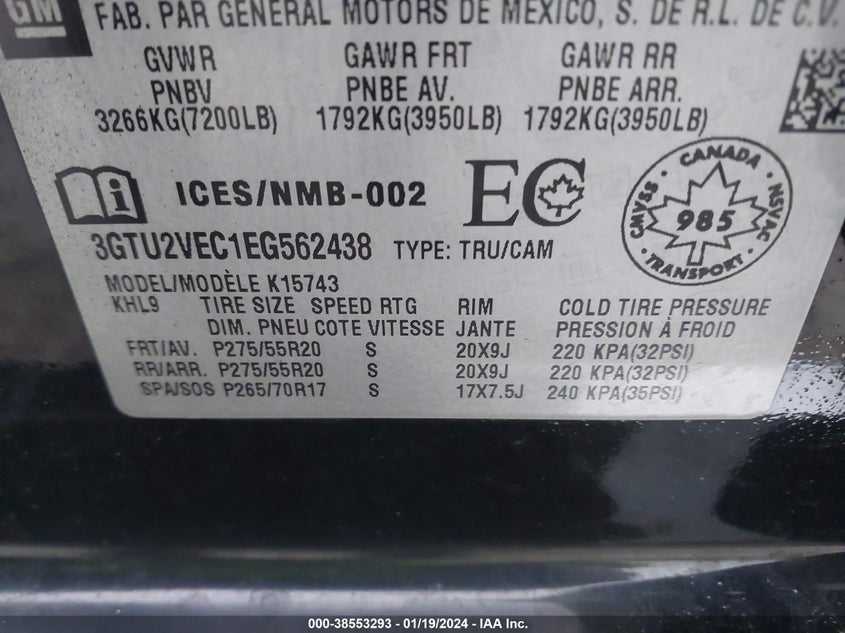 GM
FAB. PAR GENERAL MOTORS DE MEXICO, S. DE R.L. DE C.V.
GVWR GAWR FRT GAWR RR
PNBV PNBE AV. PNBE ARR.
3266KG(7200LB) 1792KG(3950LB) 1792KG(3950LB)
i ICES/NMB-002 EC
CANADA
CMVSS 985 NSVAC
TRANSPORT
3GTU2VEC1EG562438 TYPE: TRU/CAM
MODEL/MODÈLE K15743
KHL9 TIRE SIZE SPEED RTG RIM COLD TIRE PRESSURE
DIM. PNEU COTE VITESSE JANTE PRESSION À FROID
FRT/AV. P275/55R20 S 20X9J 220 KPA(32PSI)
RR/ARR. P275/55R20 S 20X9J 220 KPA(32PSI)
SPA/SOS P265/70R17 S 17X7.5J 240 KPA(35PSI)
000-38553293 - 01/19/2024 - IAA Inc.